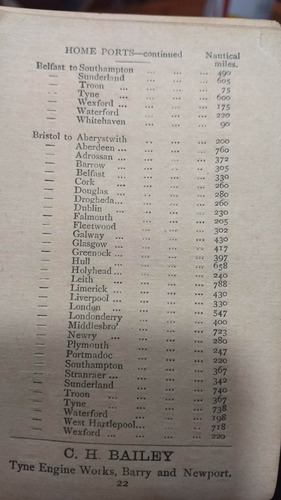 HOME PORTS—continued Nautical miles.
Belfast to Southampton ... ... ... 490
— Sunderland ... ... ... 605
— Troon ... ... ... 75
— Tyne ... ... ... 600
— Wexford ... ... ... 175
— Waterford ... ... ... 220
— Whitehaven ... ... ... 90
Bristol to Aberystwith ... ... ... 200
— Aberdeen ... ... ... 760
— Adrossan ... ... ... 372
— Barrow ... ... ... 305
— Belfast ... ... ... 330
— Cork ... ... ... 260
— Douglas ... ... ... 280
— Drogheda... ... ... 260
— Dublin ... ... ... 230
— Falmouth ... ... ... 205
— Fleetwood ... ... ... 302
— Galway ... ... ... 430
— Glasgow ... ... ... 417
— Greenock ... ... ... 397
— Hull ... ... ... 658
— Holyhead ... ... ... 240
— Leith ... ... ... 788
— Limerick ... ... ... 430
— Liverpool ... ... ... 330
— London ... ... ... 547
— Londonderry ... ... ... 400
— Middlesbro' ... ... ... 723
— Newry ... ... ... 280
— Plymouth ... ... ... 247
— Portmadoc ... ... ... 220
— Southampton ... ... ... 367
— Stranraer ... ... ... 342
— Sunderland ... ... ... 740
— Troon ... ... ... 367
— Tyne ... ... ... 738
— Waterford ... ... ... 198
— West Hartlepool... ... ... 718
— Wexford ... ... ... 220
C. H. BAILEY
Tyne Engine Works, Barry and Newport.
22